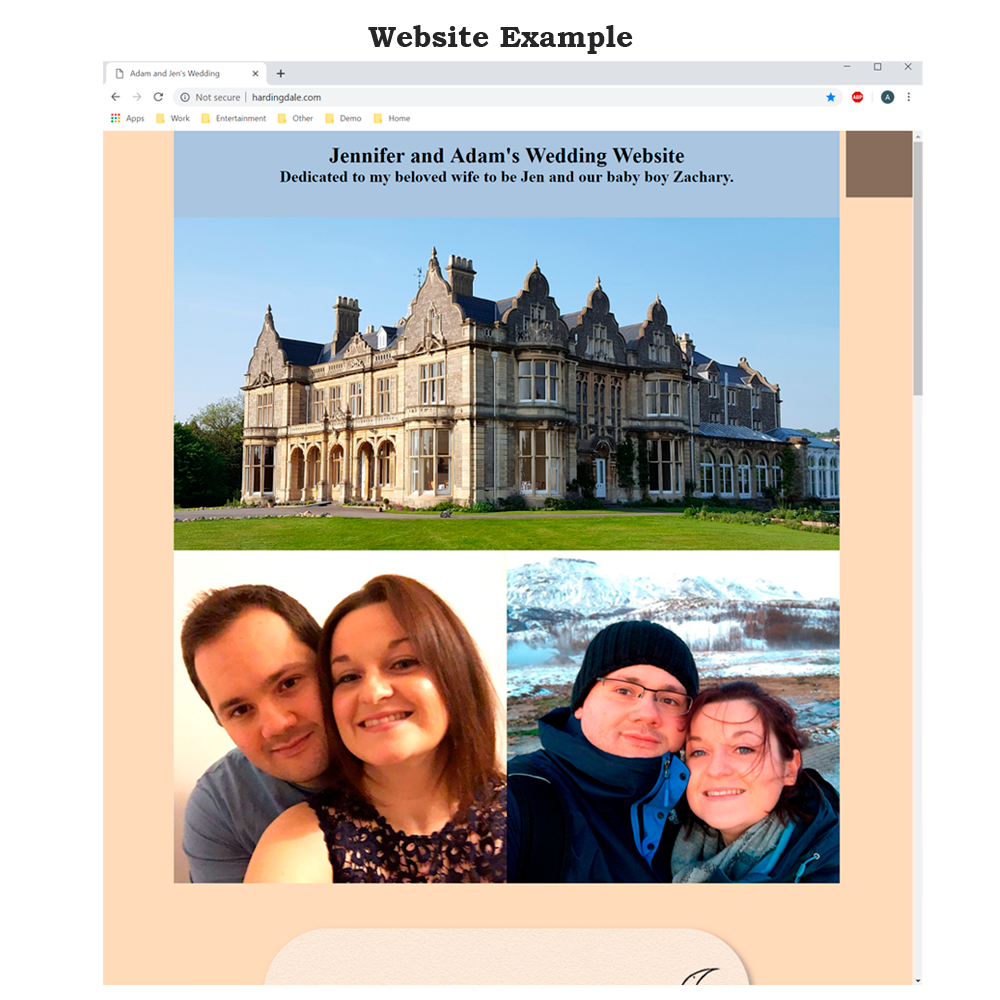 Website Example
Adam and Jen's Wedding
Not secure | hardingdale.com
ABP
A
Apps Work Entertainment Other Demo Home
Jennifer and Adam's Wedding Website
Dedicated to my beloved wife to be Jen and our baby boy Zachary.